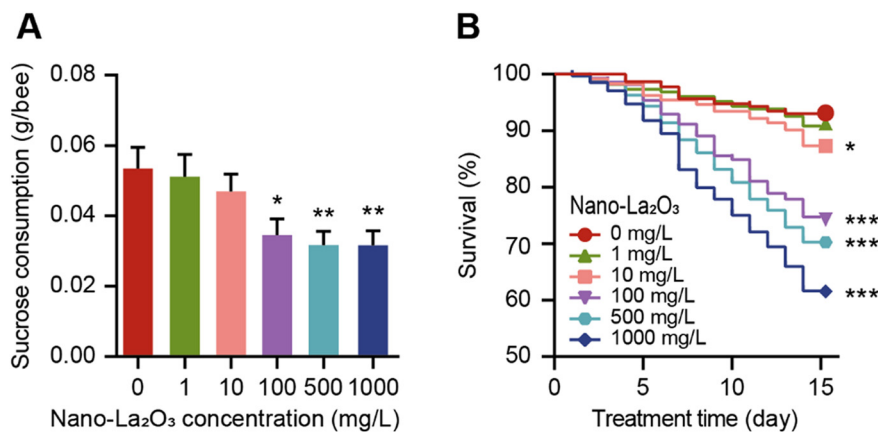 A
Sucrose consumption (g/bee)
0.08
0.06
0.04
0.02
0.00
*
**
**
0 1 10 100 500 1000
Nano-La₂O₃ concentration (mg/L)
B
Survival (%)
100
90
80
70
60
50
Nano-La₂O₃
0 mg/L
1 mg/L
10 mg/L
100 mg/L
500 mg/L
1000 mg/L
*
***
***
***
0 5 10 15
Treatment time (day)